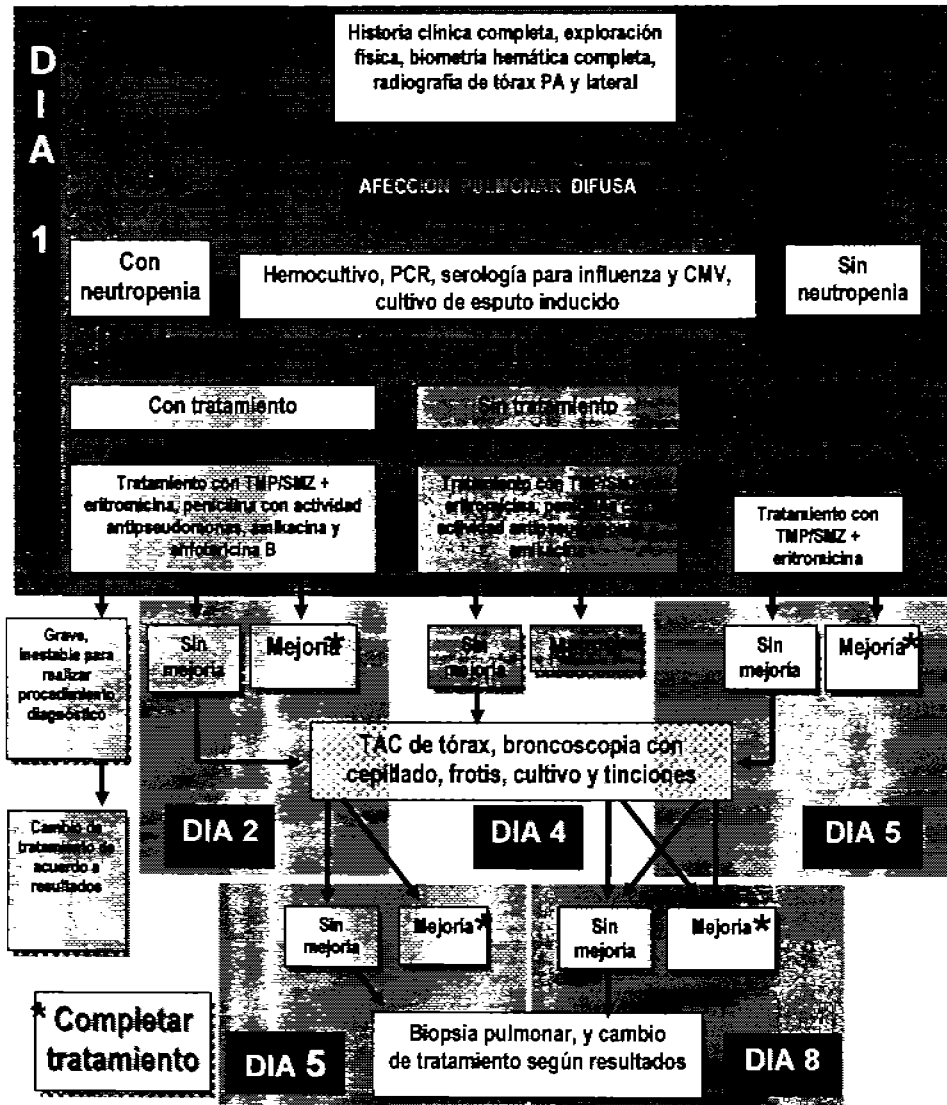 Historia clínica completa, exploración
física, biometría hemática completa,
radiografía de tórax PA y lateral
D
I
A
1
AFECCION PULMONAR DIFUSA
Con
neutropenia
Hemocultivo, PCR, serología para influenza y CMV,
cultivo de esputo inducido
Sin
neutropenia
Con tratamiento
Sin tratamiento
Tratamiento con TMP/SMZ +
eritromicina, penicilina con actividad
antipseudomonas, amikacina y
anfotericina B
Tratamiento con TMP/SMZ
eritromicina, penicilina
actividad
amikacina
Tratamiento con
TMP/SMZ +
eritromicina
Grave,
inestable para
realizar
procedimiento
diagnóstico
Sin
mejoría
Mejoría*
Sin
mejoría
Mejoría*
Sin
mejoría
Mejoría*
TAC de tórax, broncoscopia con
cepillado, frotis, cultivo y tinciones
Cambio de
tratamiento de
acuerdo a
resultados
DIA 2
DIA 4
DIA 5
Sin
mejoría
Mejoría*
Sin
mejoría
Mejoría*
* Completar
tratamiento
DIA 5
Biopsia pulmonar, y cambio
de tratamiento según resultados
DIA 8